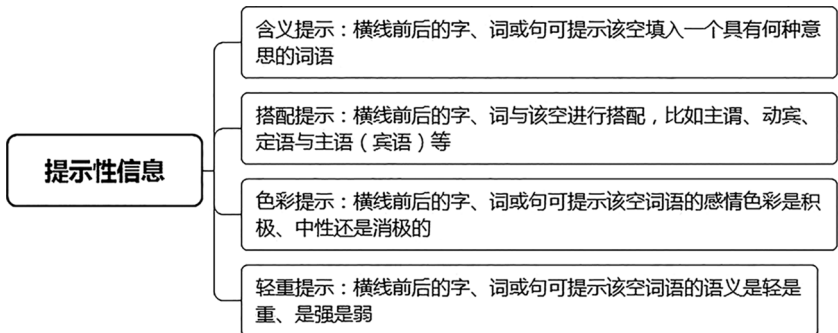 含义提示：横线前后的字、词或句可提示该空填入一个具有何种意
思的词语
搭配提示：横线前后的字、词与该空进行搭配，比如主谓、动宾、
定语与主语（宾语）等
提示性信息
色彩提示：横线前后的字、词或句可提示该空词语的感情色彩是积
极、中性还是消极的
轻重提示：横线前后的字、词或句可提示该空词语的语义是轻是
重、是强是弱